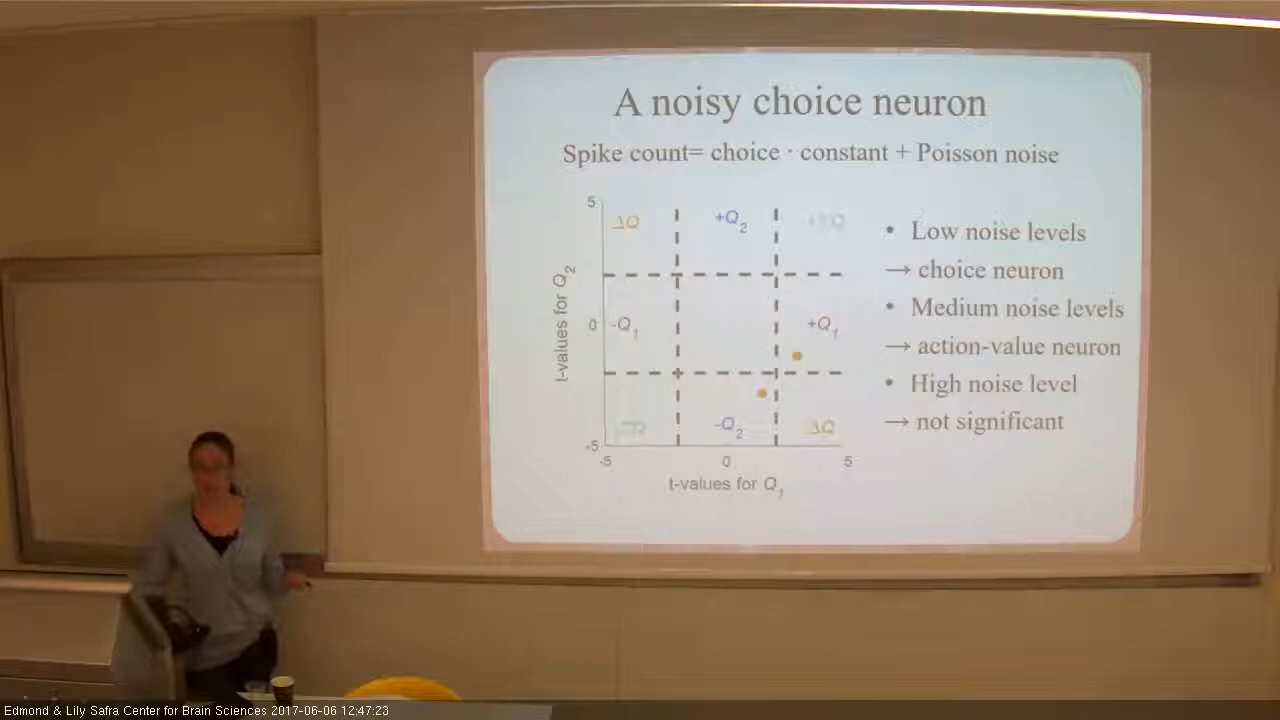 A noisy choice neuron
Spike count= choice · constant + Poisson noise
5
ΔQ
+Q2
t-values for Q2
0
-Q1
+Q1
-5
-Q2
ΔQ
-5
0
5
t-values for Q1
• Low noise levels
→ choice neuron
• Medium noise levels
→ action-value neuron
• High noise level
→ not significant
Edmond & Lily Safra Center for Brain Sciences 2017-06-06 12:47:23